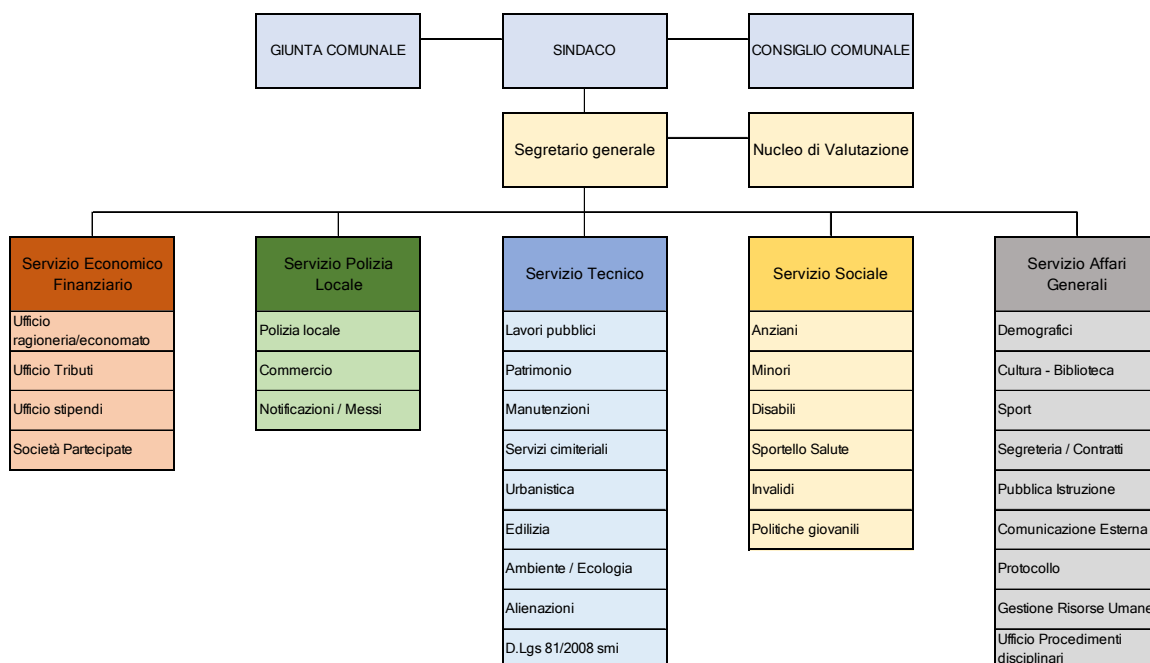 GIUNTA COMUNALE
SINDACO
CONSIGLIO COMUNALE
Segretario generale
Nucleo di Valutazione
Servizio Economico
Finanziario
Ufficio
ragioneria/economato
Ufficio Tributi
Ufficio stipendi
Società Partecipate
Servizio Polizia
Locale
Polizia locale
Commercio
Notificazioni / Messi
Servizio Tecnico
Lavori pubblici
Patrimonio
Manutenzioni
Servizi cimiteriali
Urbanistica
Edilizia
Ambiente / Ecologia
Alienazioni
D.Lgs 81/2008 smi
Servizio Sociale
Anziani
Minori
Disabili
Sportello Salute
Invalidi
Politiche giovanili
Servizio Affari
Generali
Demografici
Cultura - Biblioteca
Sport
Segreteria / Contratti
Pubblica Istruzione
Comunicazione Esterna
Protocollo
Gestione Risorse Umane
Ufficio Procedimenti
disciplinari